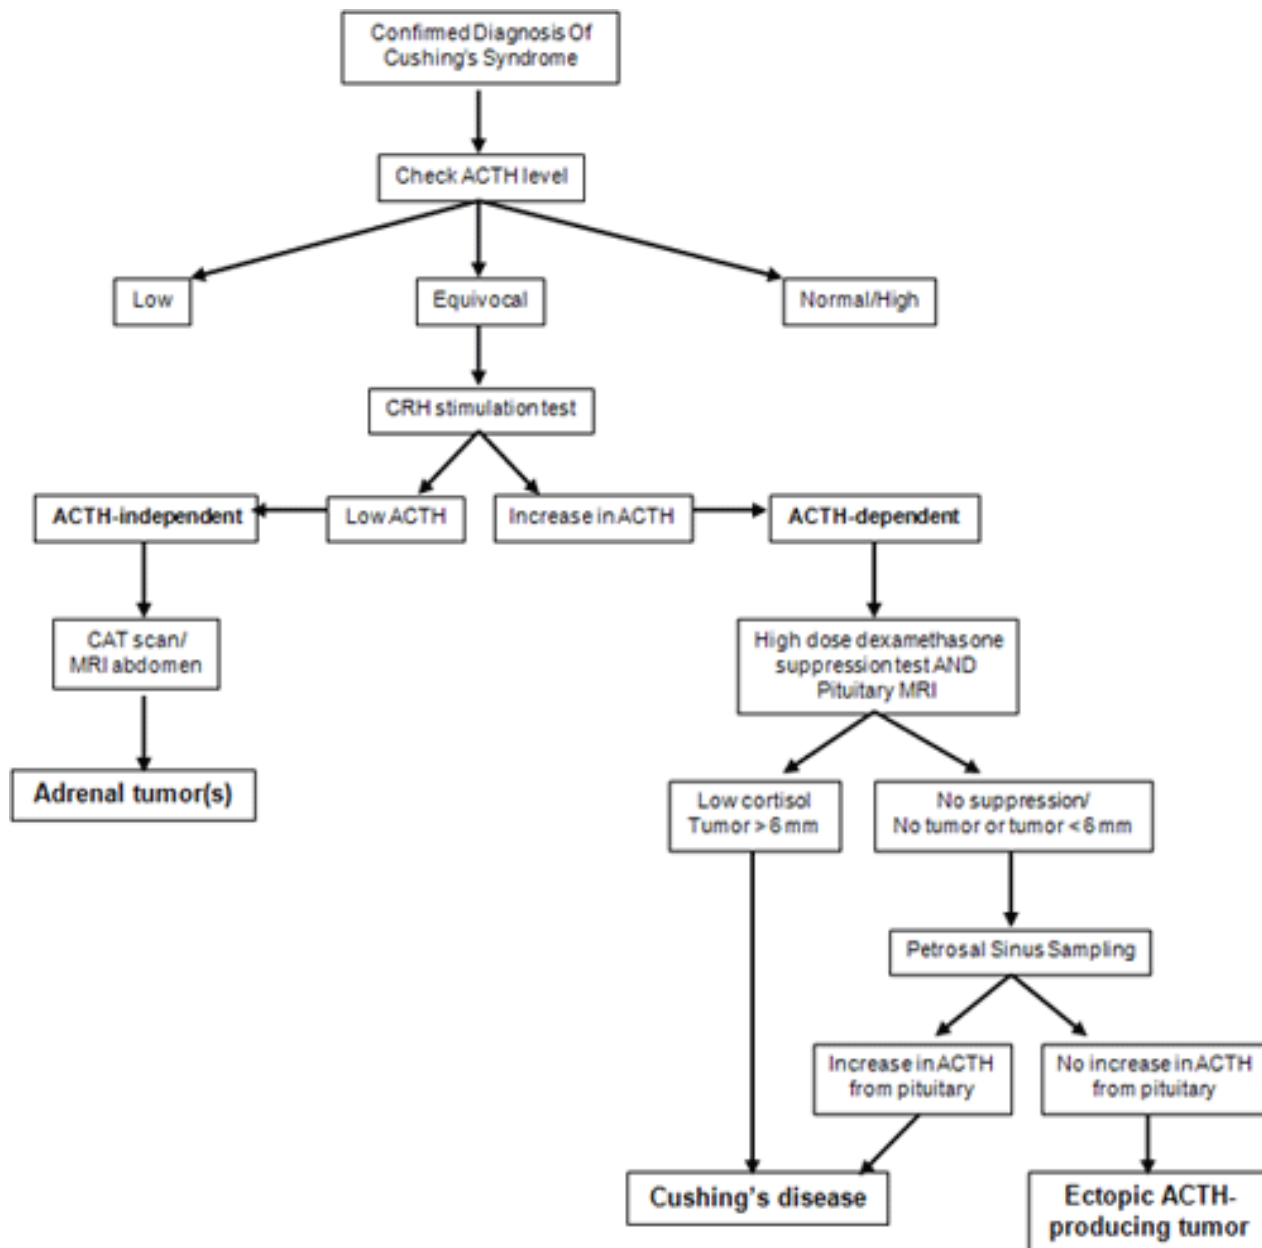 Confirmed Diagnosis Of
Cushing's Syndrome
Check ACTH level
Low
Equivocal
Normal/High
CRH stimulation test
ACTH-independent
Low ACTH
Increase in ACTH
ACTH-dependent
CAT scan/
MRI abdomen
High dose dexamethasone
suppression test AND
Pituitary MRI
Adrenal tumor(s)
Low cortisol
Tumor > 6 mm
No suppression/
No tumor or tumor < 6 mm
Petrosal Sinus Sampling
Increase in ACTH
from pituitary
No increase in ACTH
from pituitary
Cushing's disease
Ectopic ACTH-
producing tumor